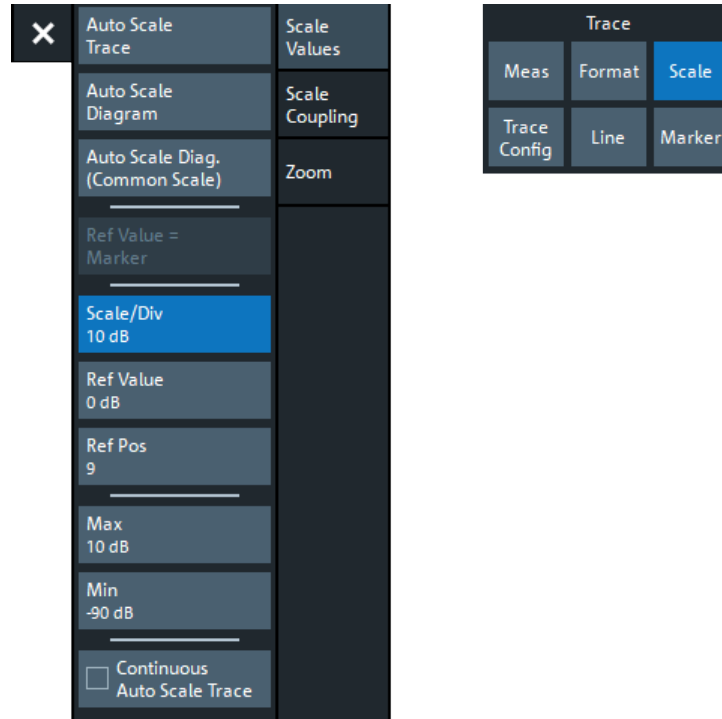 Auto Scale
Trace
Auto Scale
Diagram
Auto Scale Diag.
(Common Scale)
Ref Value =
Marker
Scale/Div
10 dB
Ref Value
0 dB
Ref Pos
9
Max
10 dB
Min
-90 dB
Continuous
Auto Scale Trace
Scale
Values
Scale
Coupling
Zoom
Trace
Meas
Format
Scale
Trace
Config
Line
Marker